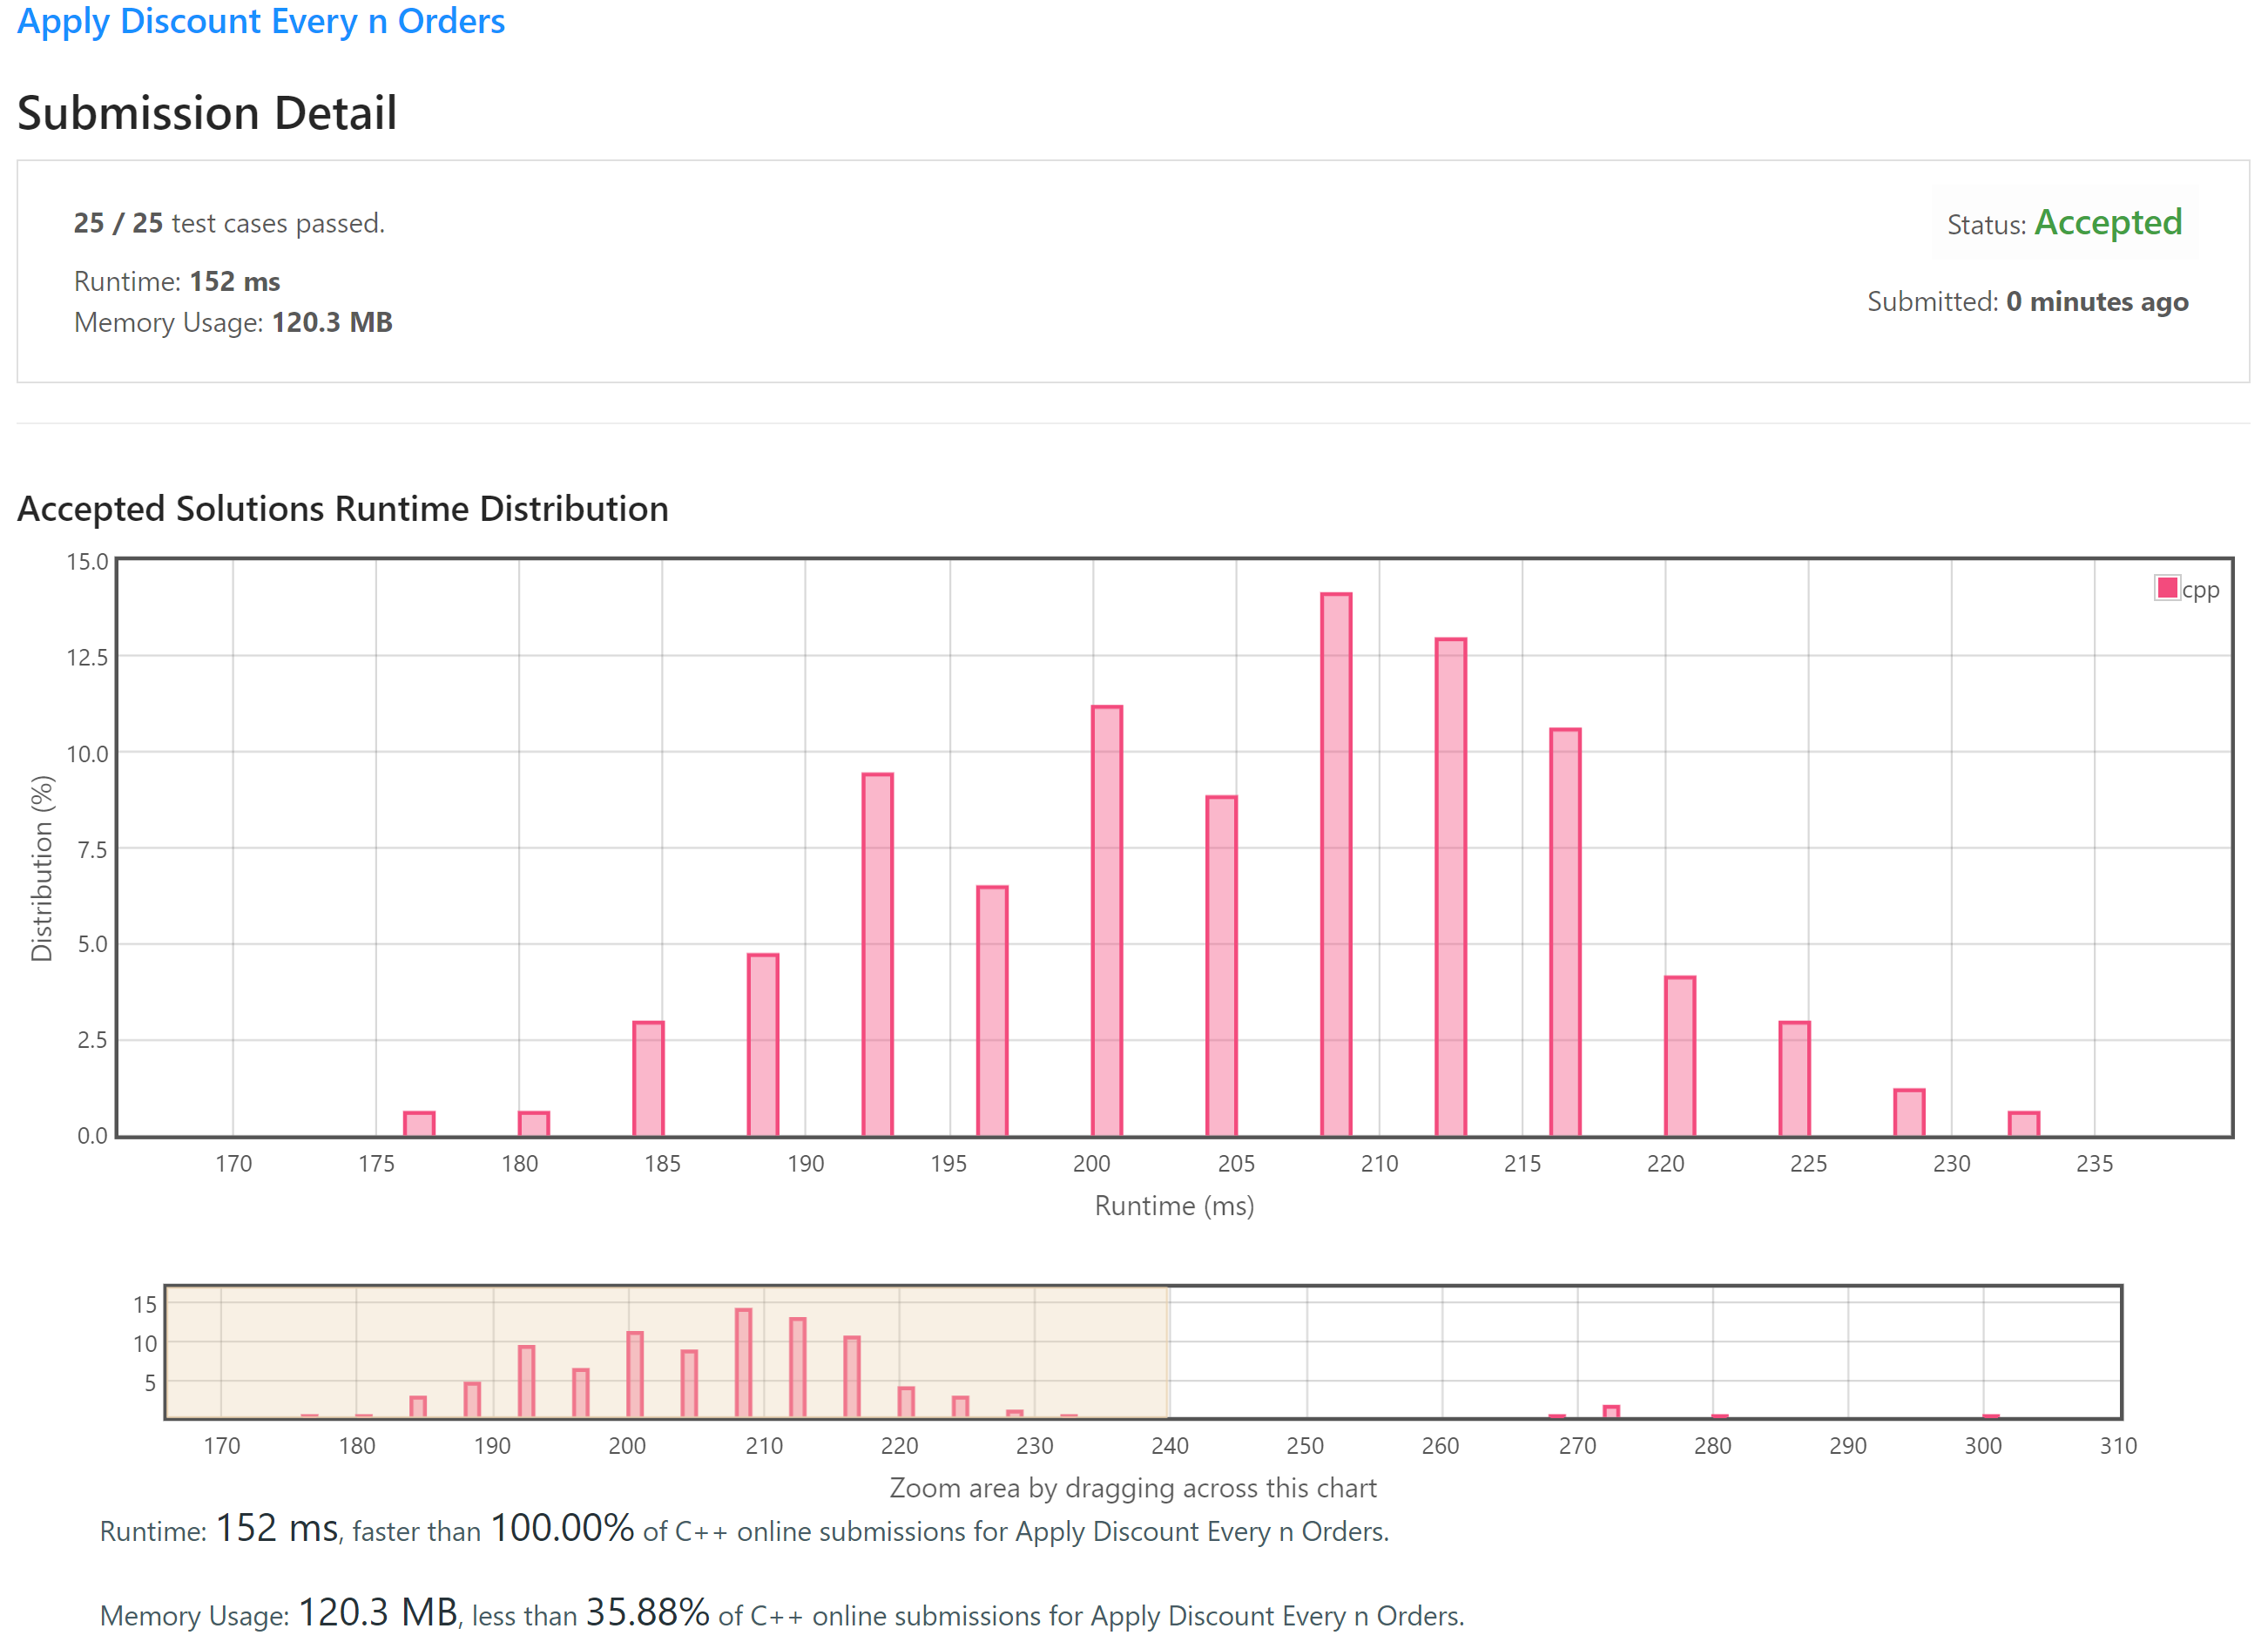 Apply Discount Every n Orders
Submission Detail
25 / 25 test cases passed.
Status: Accepted
Runtime: 152 ms
Submitted: 0 minutes ago
Memory Usage: 120.3 MB
Accepted Solutions Runtime Distribution
15.0
12.5
10.0
7.5
5.0
2.5
0.0
Distribution (%)
cpp
170 175 180 185 190 195 200 205 210 215 220 225 230 235
Runtime (ms)
15
10
5
170 180 190 200 210 220 230 240 250 260 270 280 290 300 310
Zoom area by dragging across this chart
Runtime: 152 ms, faster than 100.00% of C++ online submissions for Apply Discount Every n Orders.
Memory Usage: 120.3 MB, less than 35.88% of C++ online submissions for Apply Discount Every n Orders.